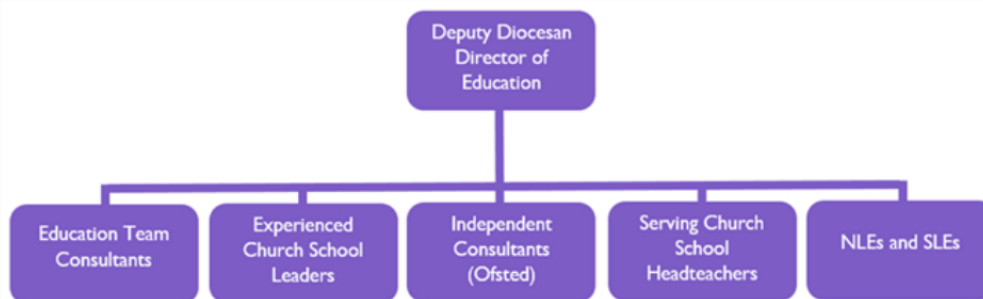 Deputy Diocesan
Director of
Education
Education Team
Consultants
Experienced
Church School
Leaders
Independent
Consultants
(Ofsted)
Serving Church
School
Headteachers
NLEs and SLEs